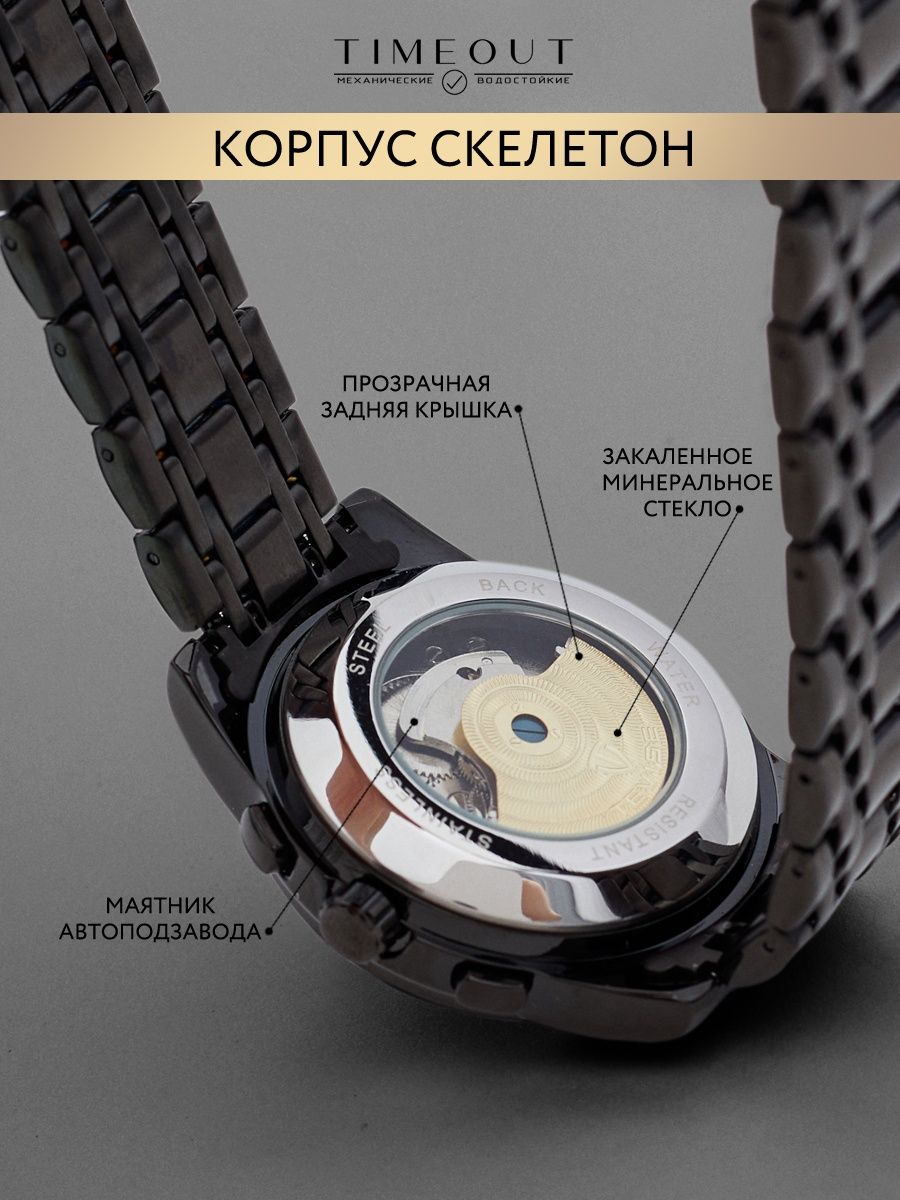 TIMEOUT
МЕХАНИЧЕСКИЕ ВОДОСТОЙКИЕ
КОРПУС СКЕЛЕТОН
ПРОЗРАЧНАЯ
ЗАДНЯЯ КРЫШКА
ЗАКАЛЕННОЕ
МИНЕРАЛЬНОЕ
СТЕКЛО
BACK
WATER
RESISTANT
STAINLESS
STEEL
МАЯТНИК
АВТОПОДЗАВОДА